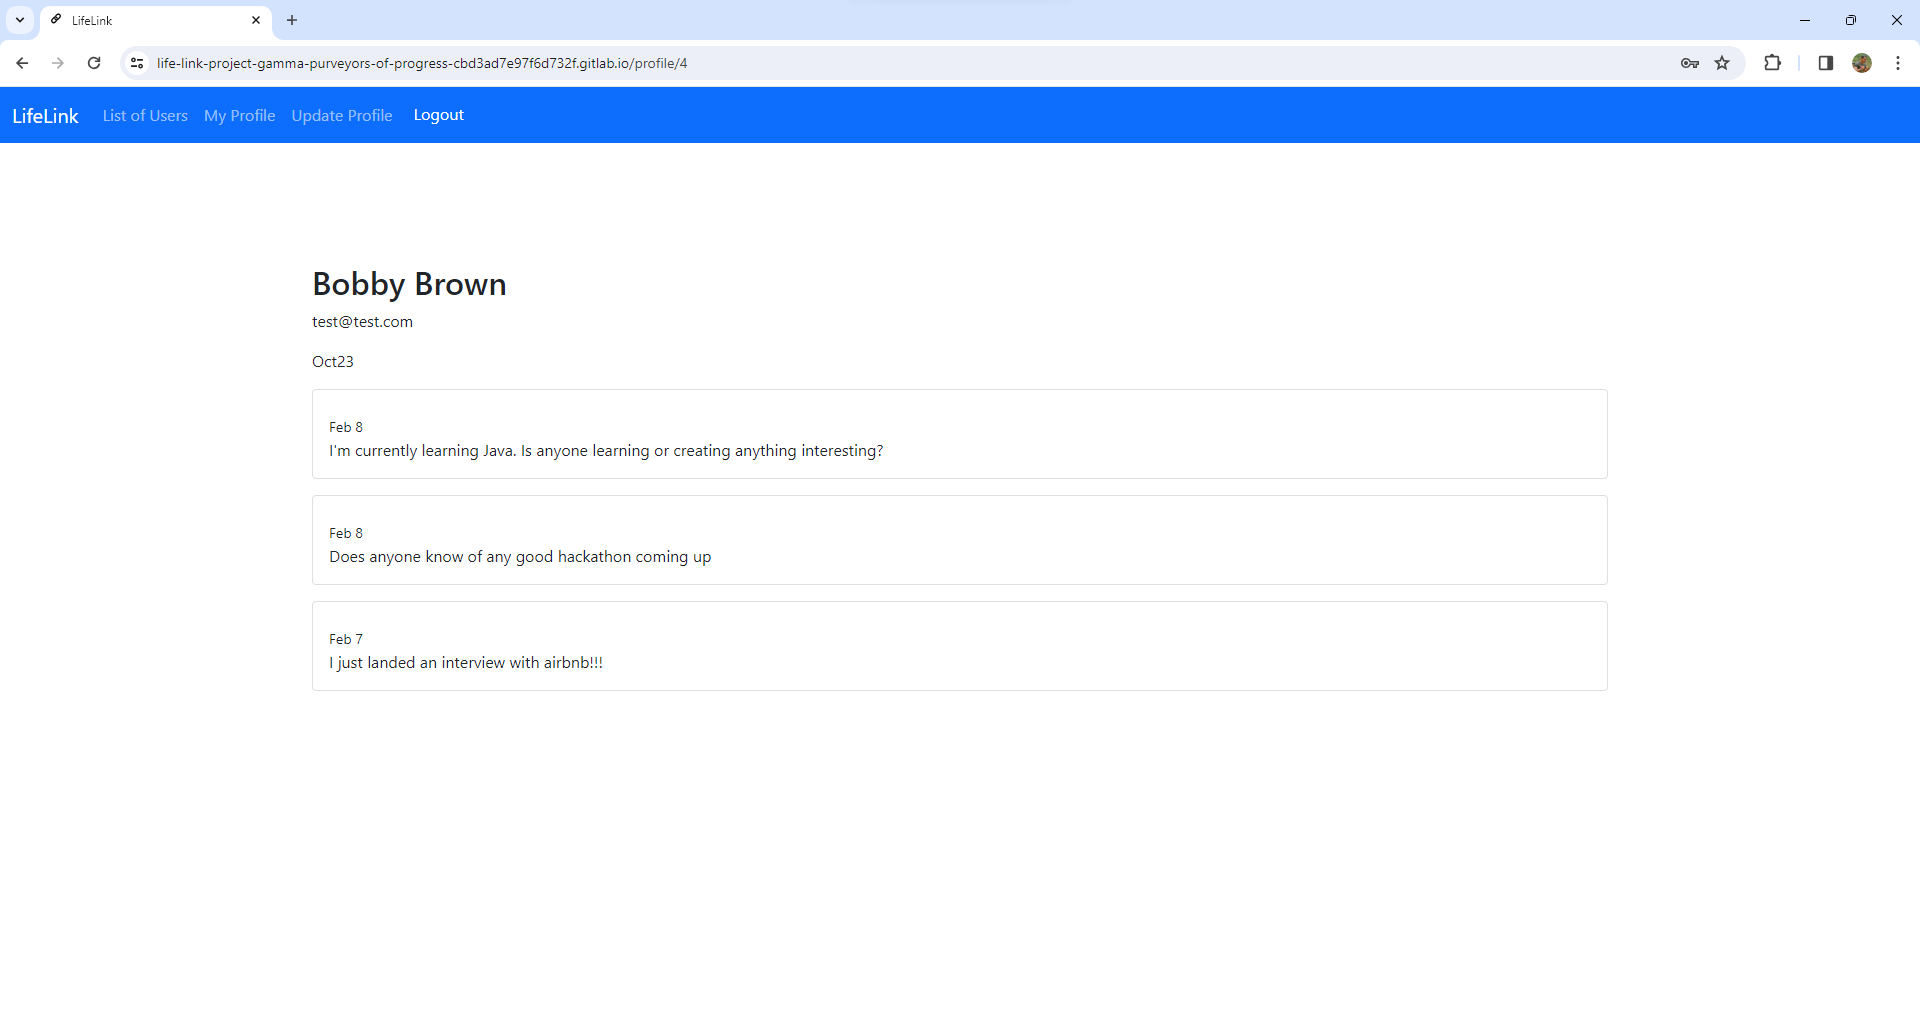 LifeLink
life-link-project-gamma-purveyors-of-progress-cbd3ad7e97f6d732f.gitlab.io/profile/4
LifeLink List of Users My Profile Update Profile Logout
Bobby Brown
test@test.com
Oct23
Feb 8
I'm currently learning Java. Is anyone learning or creating anything interesting?
Feb 8
Does anyone know of any good hackathon coming up
Feb 7
I just landed an interview with airbnb!!!